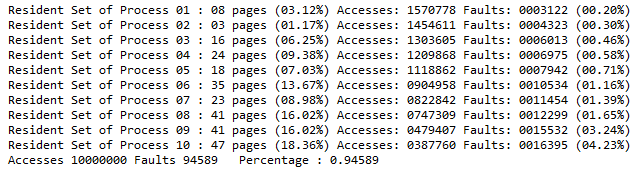 Resident Set of Process 01 : 08 pages (03.12%) Accesses: 1570778 Faults: 0003122 (00.20%)
Resident Set of Process 02 : 03 pages (01.17%) Accesses: 1454611 Faults: 0004323 (00.30%)
Resident Set of Process 03 : 16 pages (06.25%) Accesses: 1303605 Faults: 0006013 (00.46%)
Resident Set of Process 04 : 24 pages (09.38%) Accesses: 1209868 Faults: 0006975 (00.58%)
Resident Set of Process 05 : 18 pages (07.03%) Accesses: 1118862 Faults: 0007942 (00.71%)
Resident Set of Process 06 : 35 pages (13.67%) Accesses: 0904958 Faults: 0010534 (01.16%)
Resident Set of Process 07 : 23 pages (08.98%) Accesses: 0822842 Faults: 0011454 (01.39%)
Resident Set of Process 08 : 41 pages (16.02%) Accesses: 0747309 Faults: 0012299 (01.65%)
Resident Set of Process 09 : 41 pages (16.02%) Accesses: 0479407 Faults: 0015532 (03.24%)
Resident Set of Process 10 : 47 pages (18.36%) Accesses: 0387760 Faults: 0016395 (04.23%)
Accesses 10000000 Faults 94589   Percentage : 0.94589